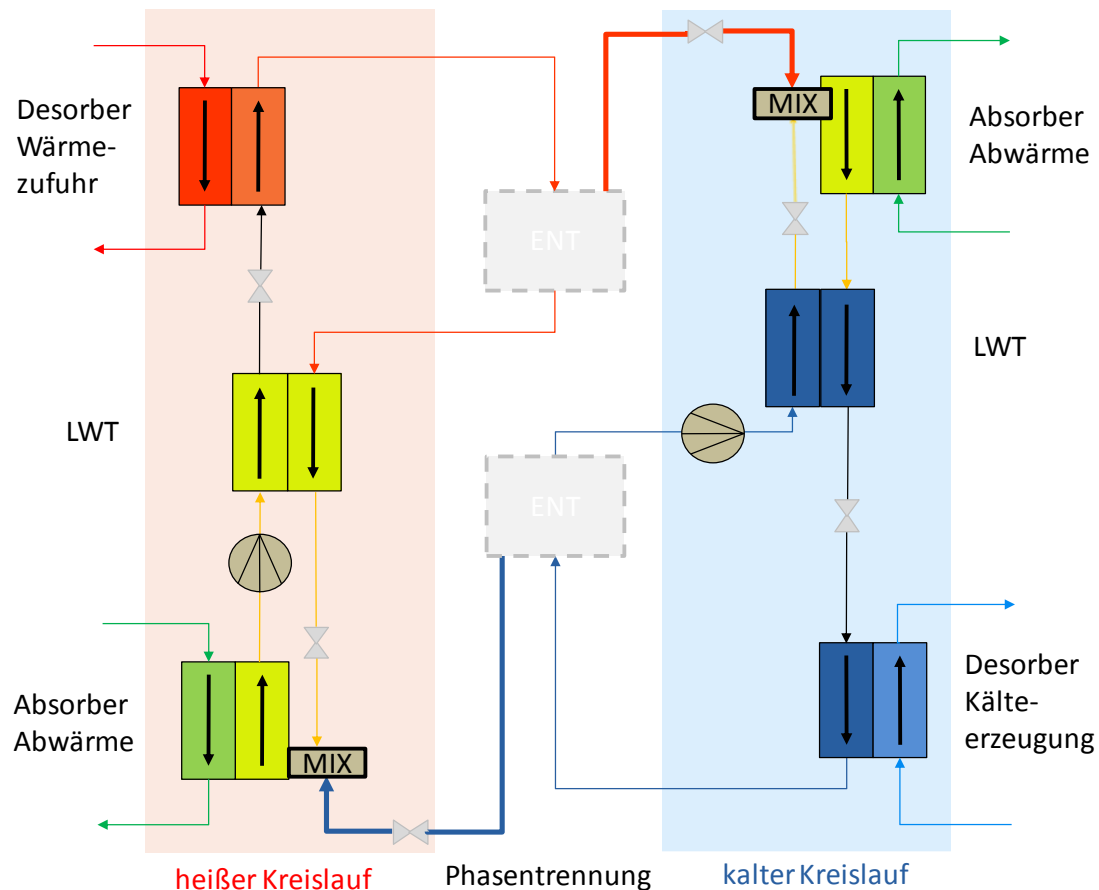 Desorber
Wärme-
zufuhr
MIX
Absorber
Abwärme
ENT
LWT
LWT
ENT
Absorber
Abwärme
MIX
Desorber
Kälte-
erzeugung
heißer Kreislauf
Phasentrennung
kalter Kreislauf